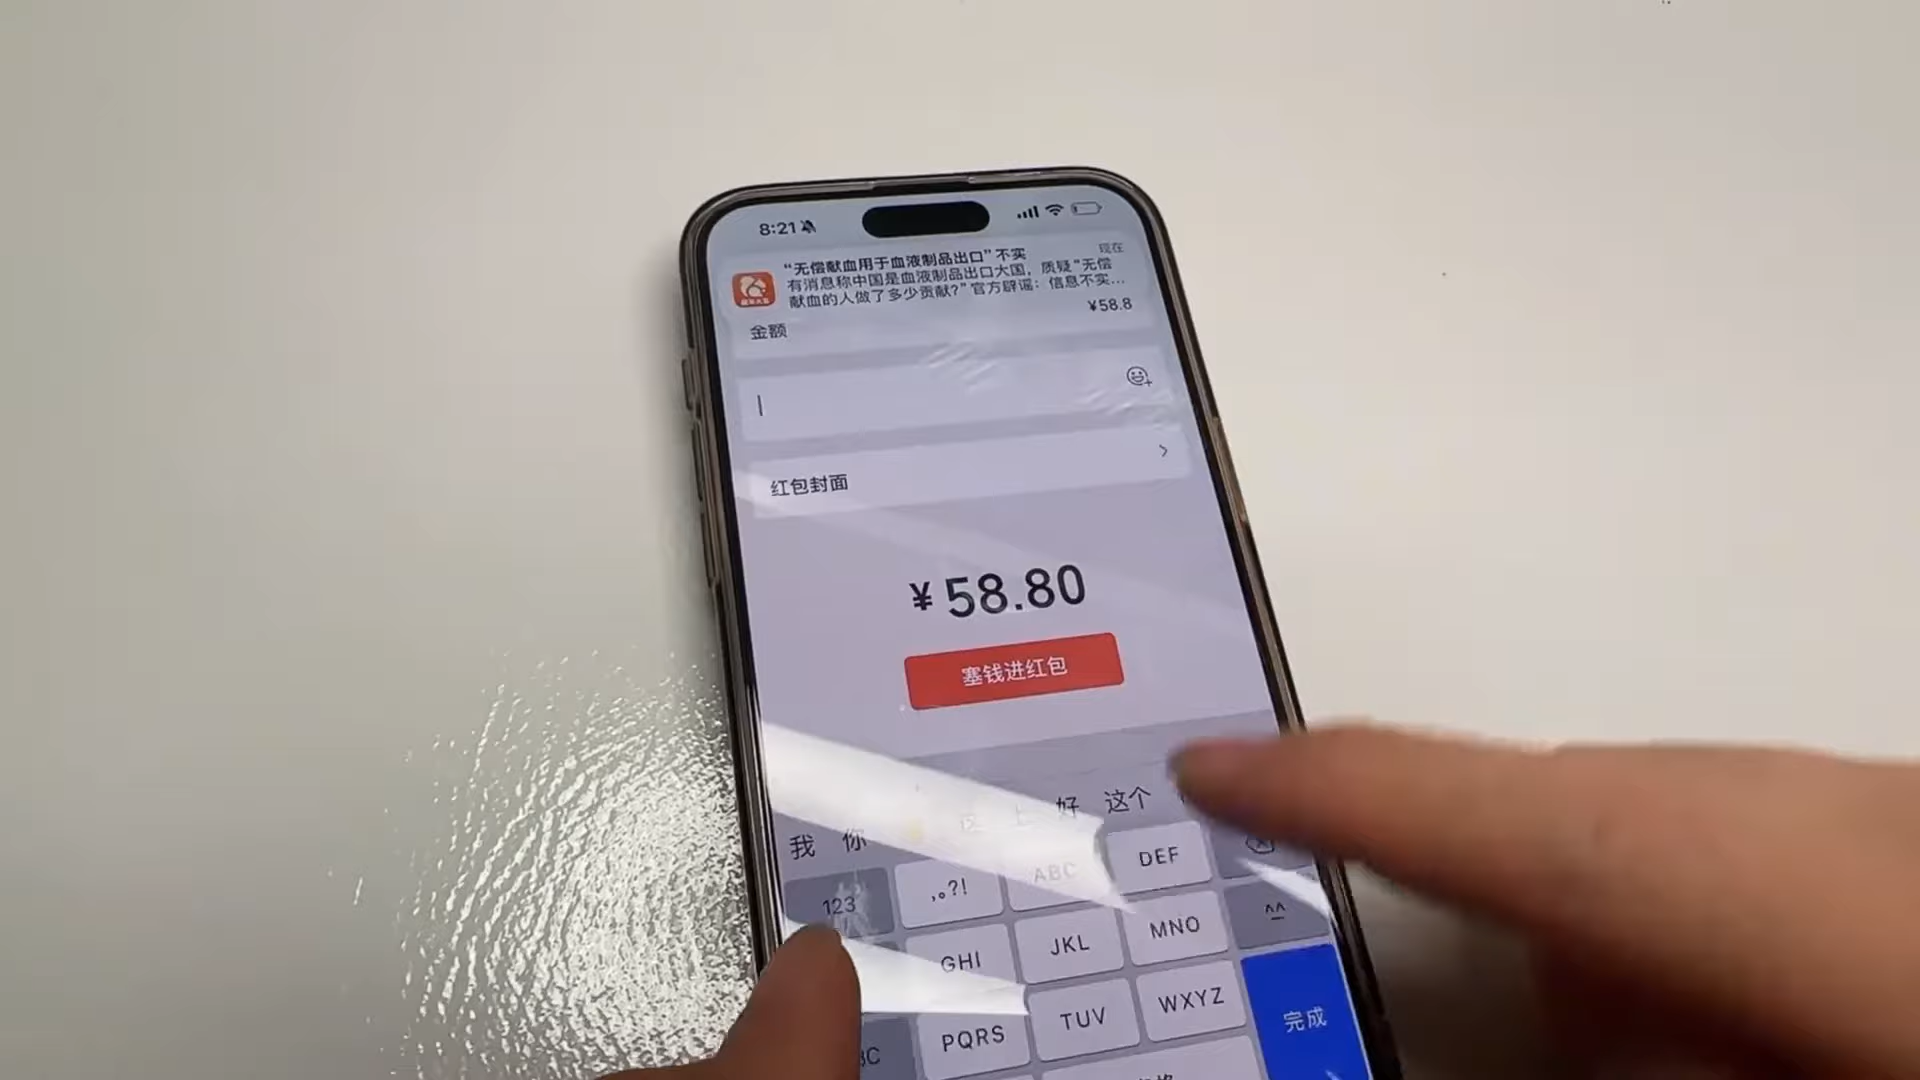 8:21
“无偿献血用于血液制品出口”不实
现在
有消息称中国是血液制品出口大国，质疑“无偿
献血的人做了多少贡献？”官方辟谣：信息不实...
金额
¥58.8
红包封面
¥58.80
塞钱进红包
我 你 这 上 好 这个
123
,。?!
ABC
DEF
GHI
JKL
MNO
^^
PQRS
TUV
WXYZ
完成